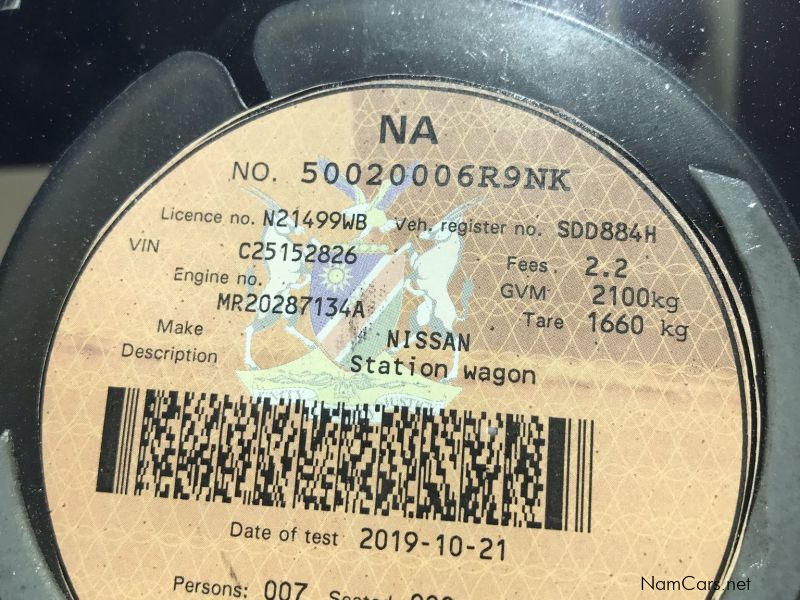 NA
NO. 50020006R9NK
Licence no. N21499WB Veh. register no. SDD884H
VIN C25152826 Fees. 2.2
Engine no. GVM 2100kg
MR20287134A Tare 1660 kg
Make NISSAN
Description Station wagon
Date of test 2019-10-21
Persons: 007 Seated
NamCars.net